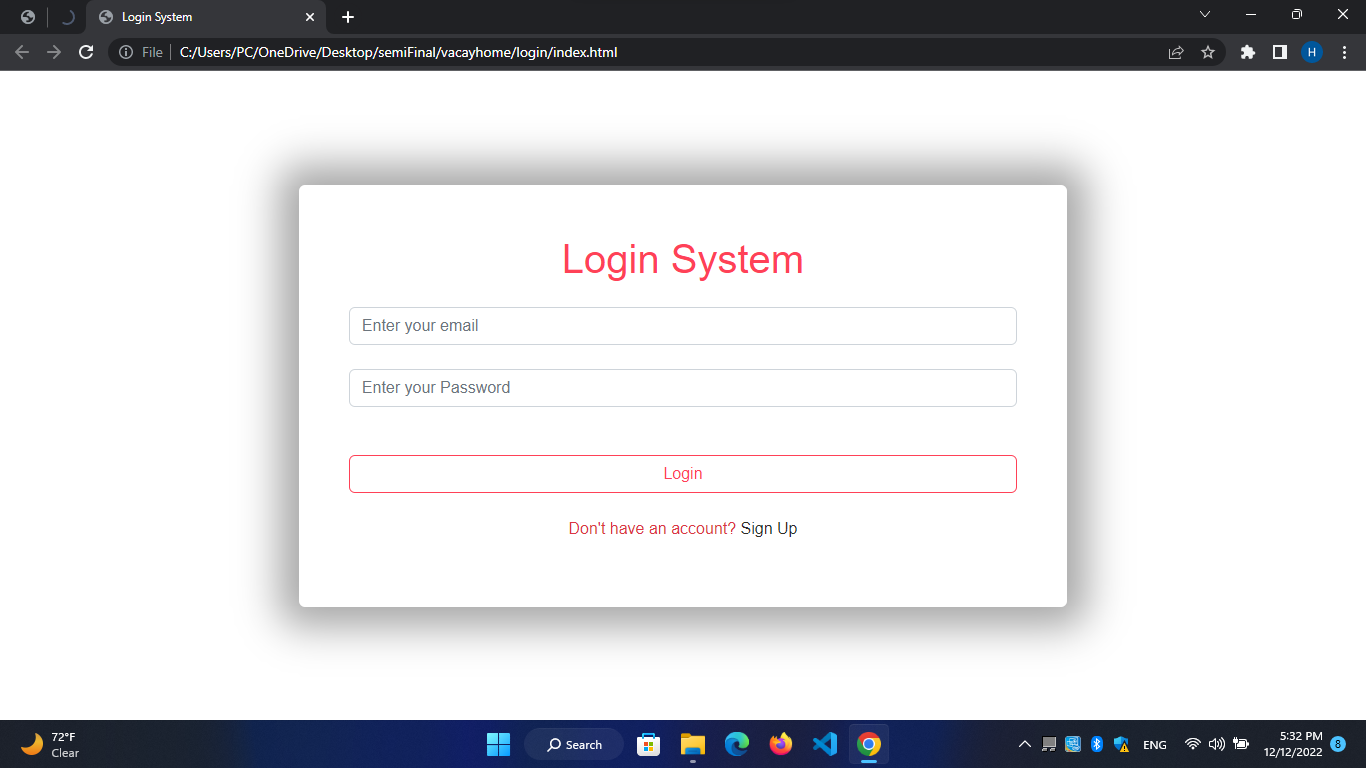 Login System
File
C:/Users/PC/OneDrive/Desktop/semiFinal/vacayhome/login/index.html
H
Login System
Enter your email
Enter your Password
Login
Don't have an account? Sign Up
72°F
Clear
Search
ENG
5:32 PM
12/12/2022
8